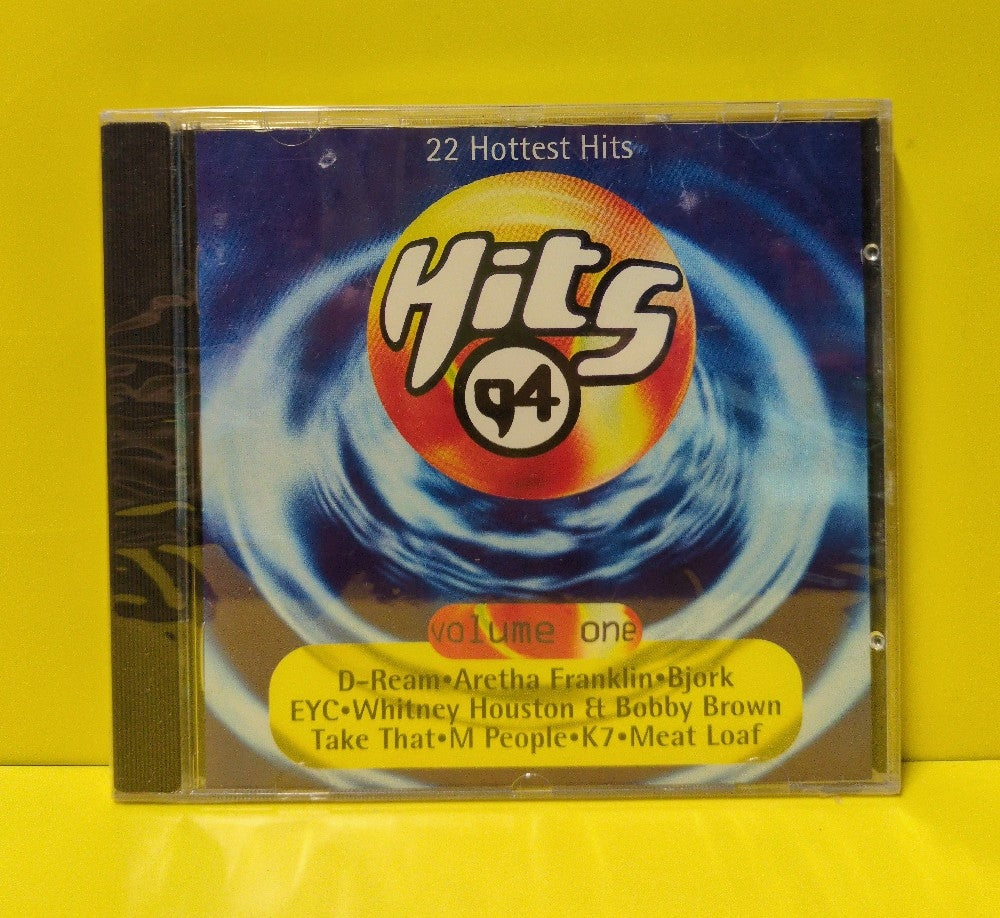 22 Hottest Hits
Hits
94
volume one
D-Ream•Aretha Franklin•Bjork
EYC•Whitney Houston & Bobby Brown
Take That•M People•K7•Meat Loaf